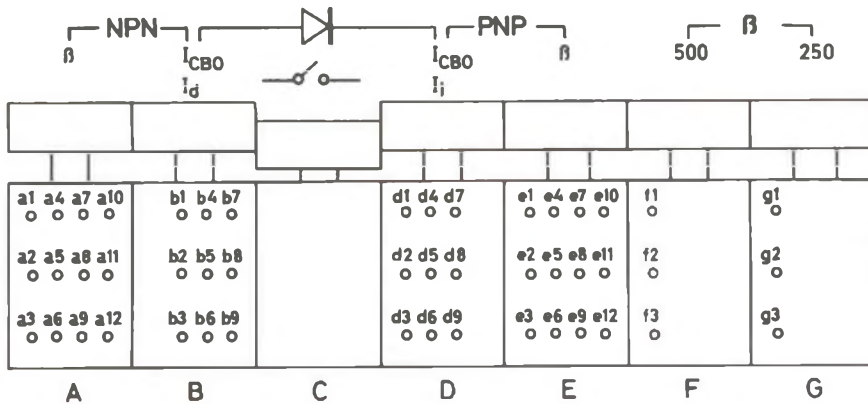 NPN PNP ß
ß I_CBO I_CBO ß 500 250
I_d I_i
a1 a4 a7 a10 b1 b4 b7 d1 d4 d7 e1 e4 e7 e10 f1 g1
a2 a5 a8 a11 b2 b5 b8 d2 d5 d8 e2 e5 e8 e11 f2 g2
a3 a6 a9 a12 b3 b6 b9 d3 d6 d9 e3 e6 e9 e12 f3 g3
A B C D E F G